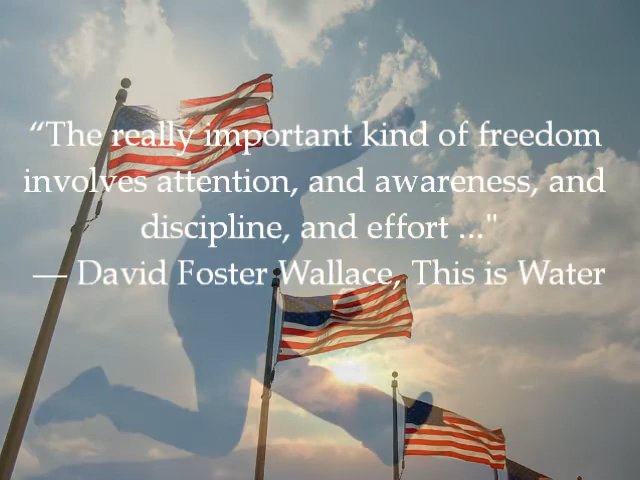 “The really important kind of freedom
involves attention, and awareness, and
discipline, and effort ..."
— David Foster Wallace, This is Water